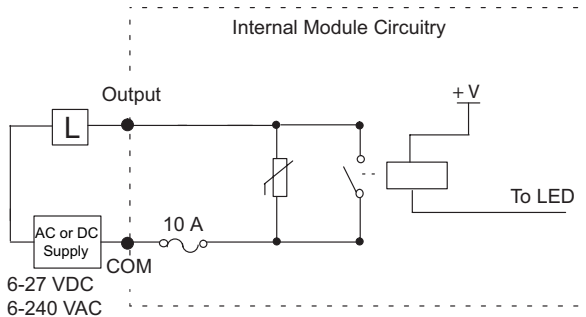 Internal Module Circuitry
Output
+V
L
To LED
10 A
AC or DC
Supply
COM
6-27 VDC
6-240 VAC